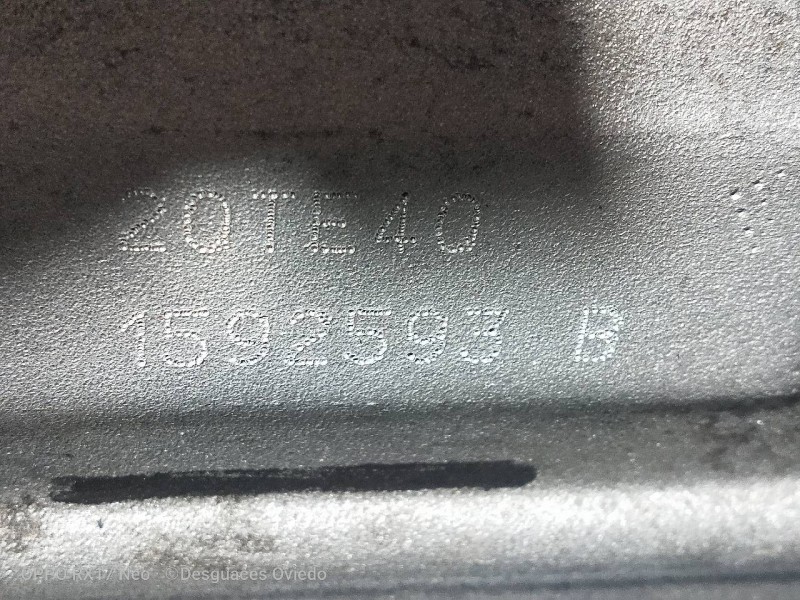 20TE40
1592593 B
OPPO RX17 Neo ©Desguaces Oviedo